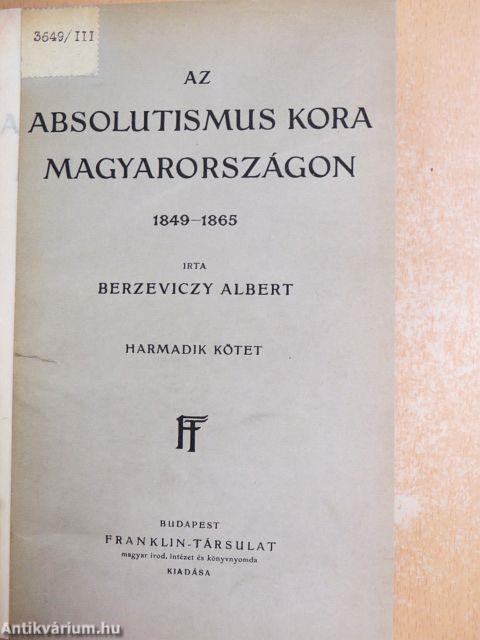 3649/III
AZ
ABSOLUTISMUS KORA
MAGYARORSZÁGON
1849–1865
IRTA
BERZEVICZY ALBERT
HARMADIK KÖTET
FT
BUDAPEST
FRANKLIN-TÁRSULAT
magyar irod. intézet és könyvnyomda
KIADÁSA
Antikvárium.hu